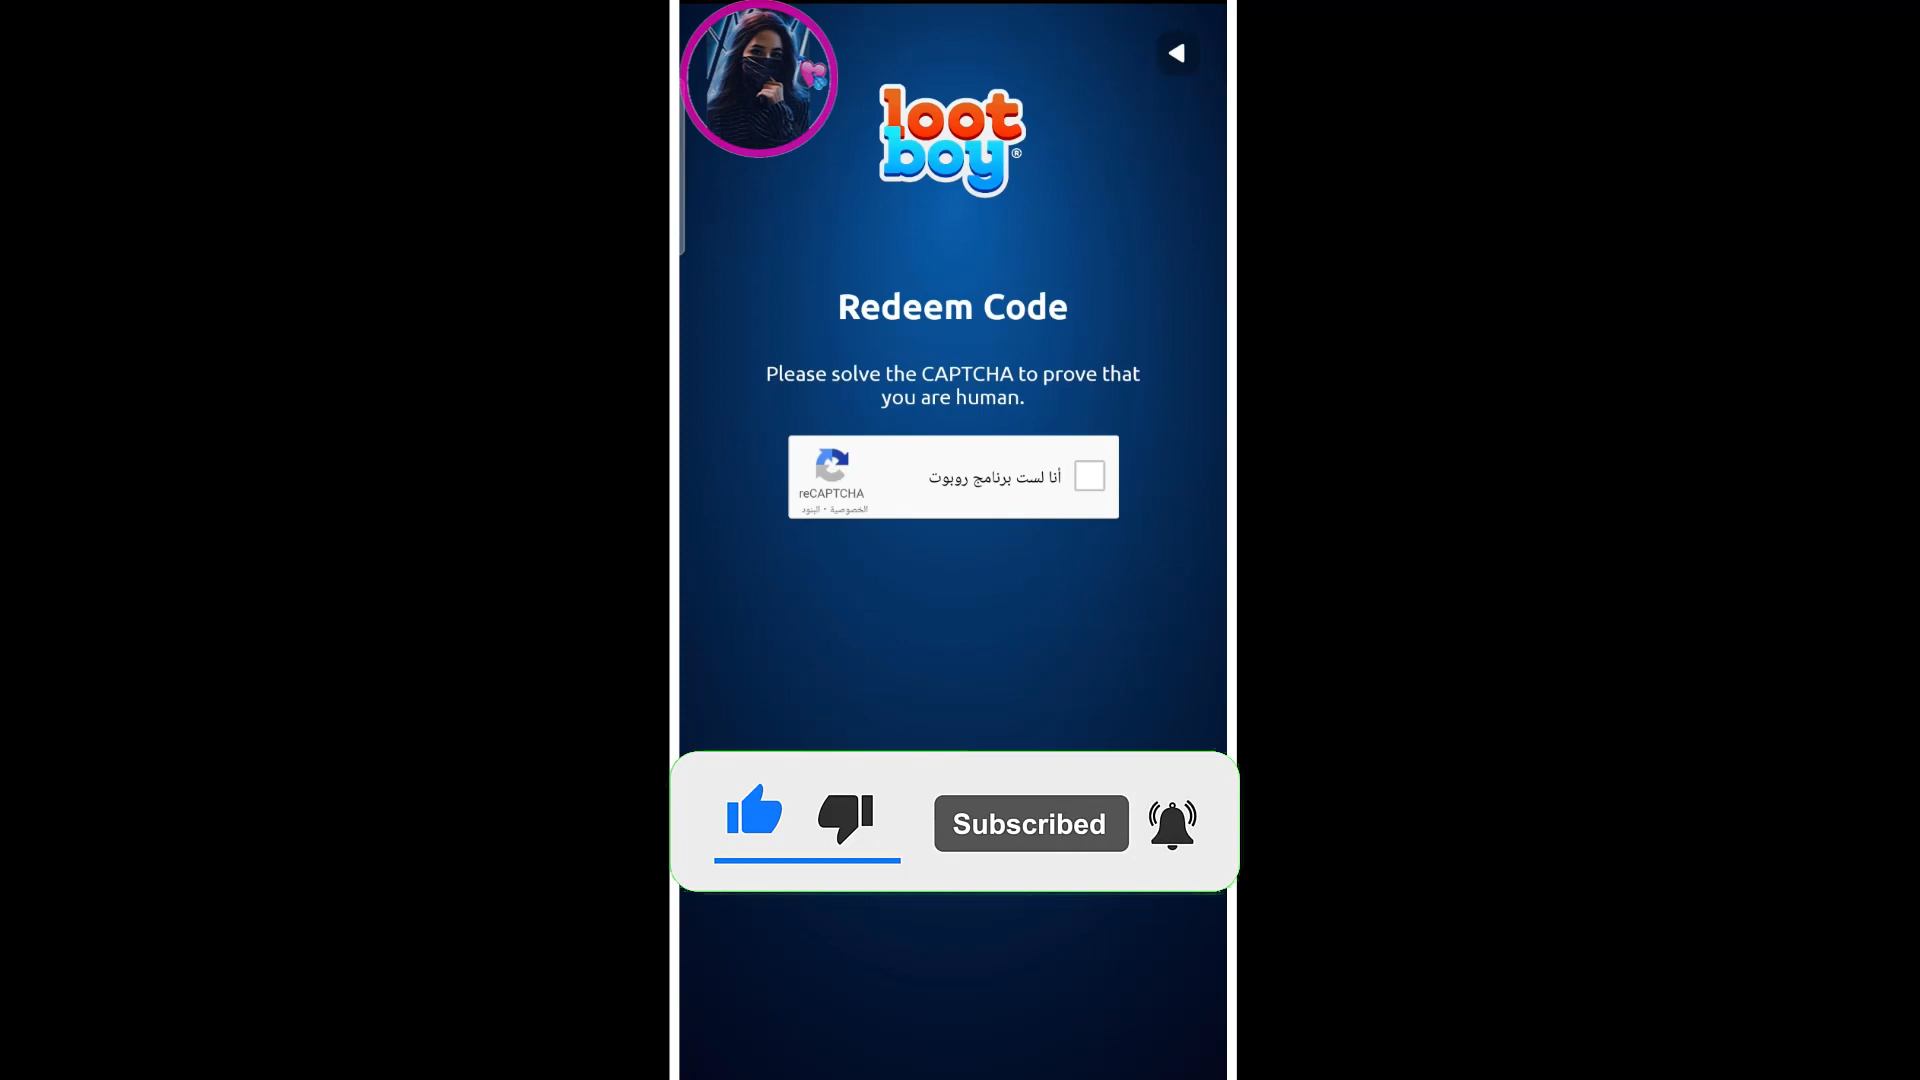 loot
boy®
Redeem Code
Please solve the CAPTCHA to prove that
you are human.
أنا لست برنامج روبوت
reCAPTCHA
الخصوصية • البنود
Subscribed